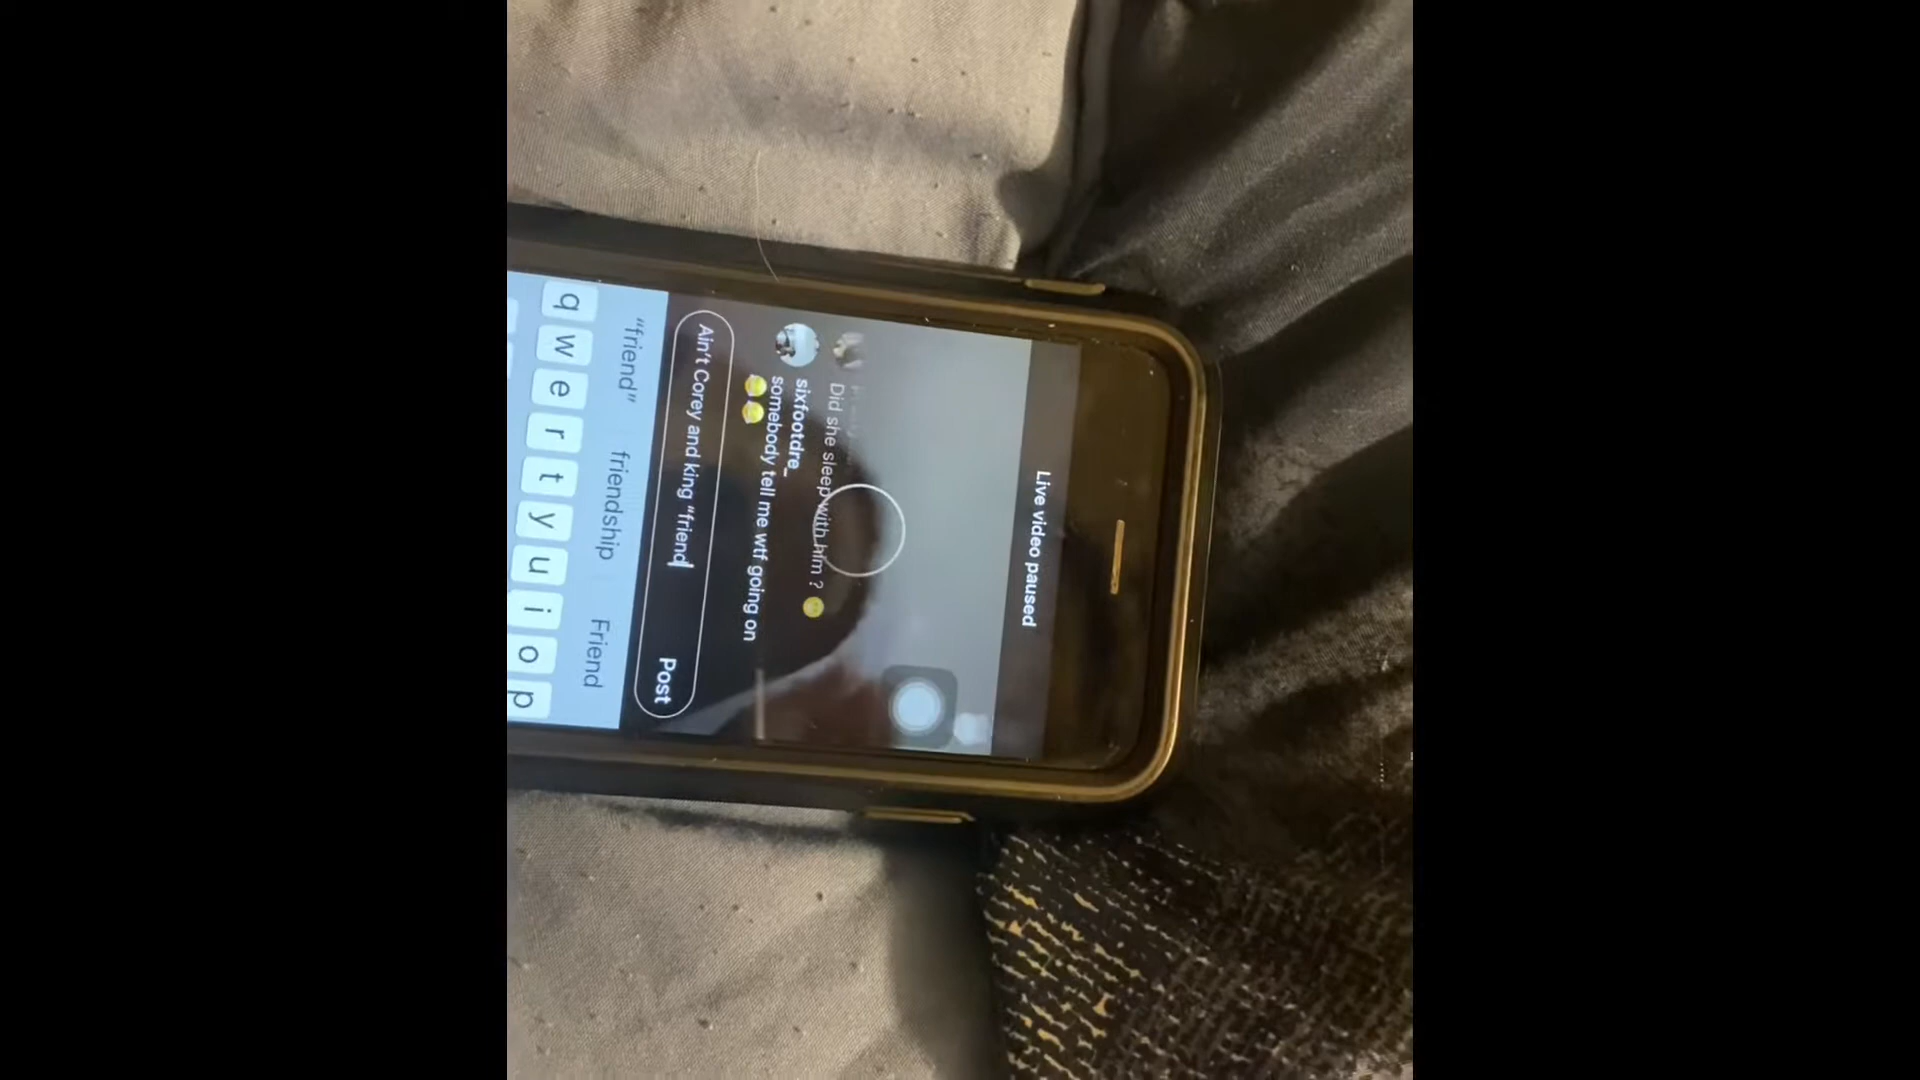 Live video paused
Did she sleep with him ? 😶
sixfootdre_
somebody tell me wtf going on
😂😂
Ain't Corey and king "friend
Post
"friend" friendship Friend
q w e r t y u i o p